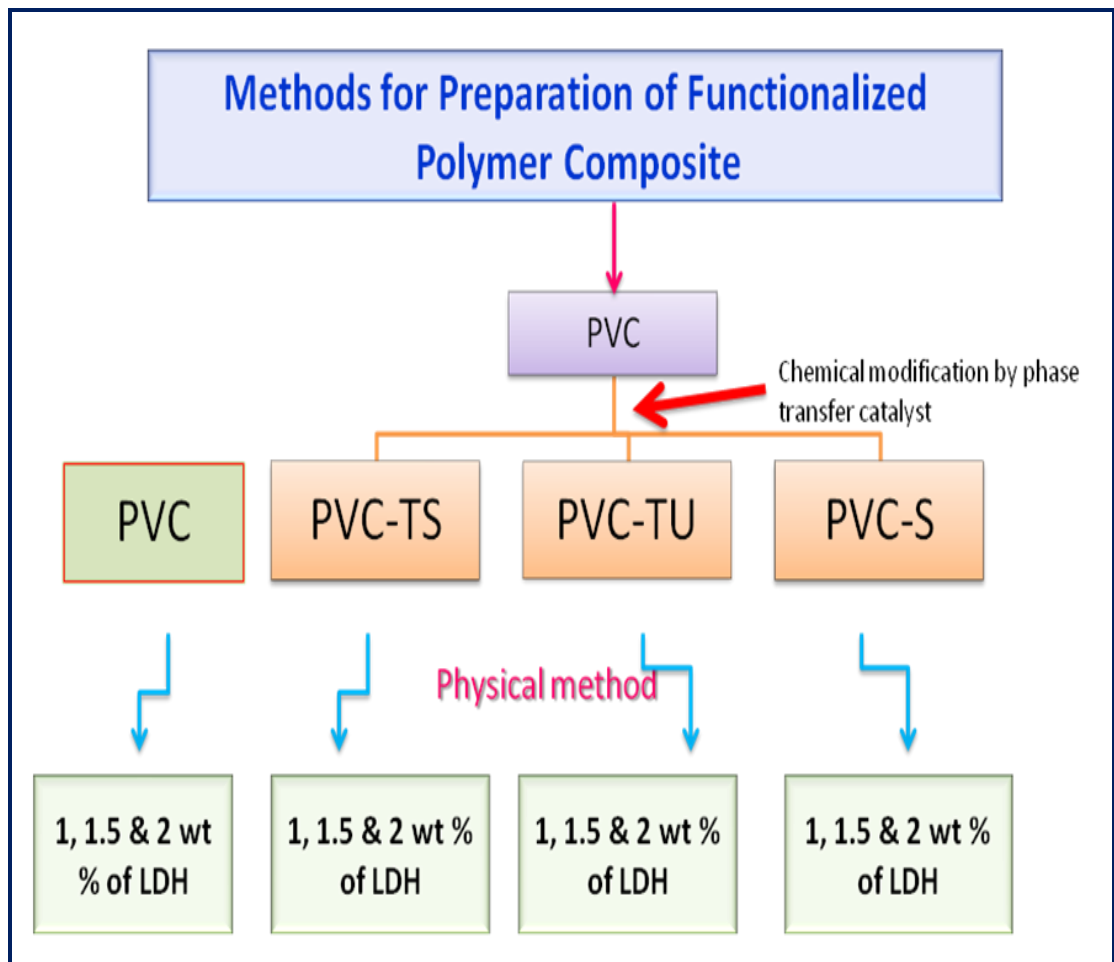 Methods for Preparation of Functionalized
Polymer Composite
PVC
Chemical modification by phase
transfer catalyst
PVC
PVC-TS
PVC-TU
PVC-S
Physical method
1, 1.5 & 2 wt
% of LDH
1, 1.5 & 2 wt %
of LDH
1, 1.5 & 2 wt %
of LDH
1, 1.5 & 2 wt %
of LDH